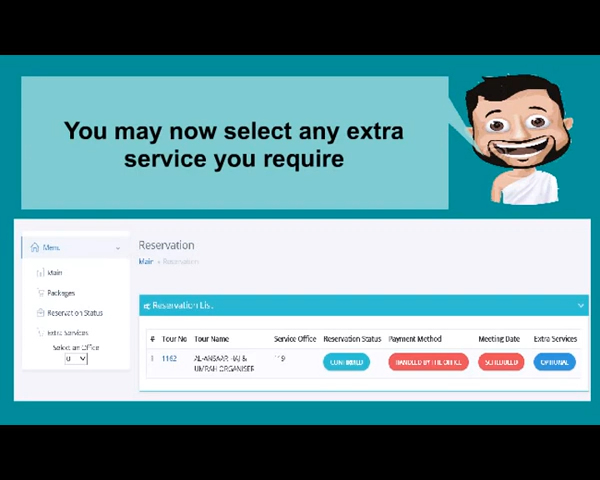 You may now select any extra
service you require
Menu
Reservation
Main » Reservation
Main
Packages
Reservation Status
Extra Services
Select an Office
Reservation List
# Tour No Tour Name Service Office Reservation Status Payment Method Meeting Date Extra Services
1 1162 AL-ANSAAR HAJ & 119 CONFIRMED HANDLED BY THE OFFICE SCHEDULED OPTIONAL
UMRAH ORGANISER